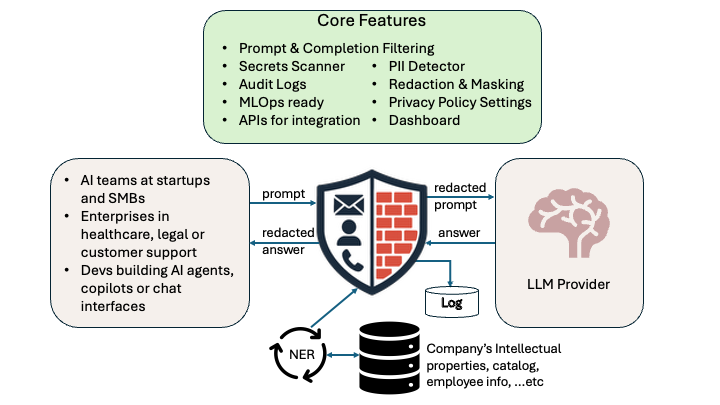 Core Features
• Prompt & Completion Filtering
• Secrets Scanner • PII Detector
• Audit Logs • Redaction & Masking
• MLOps ready • Privacy Policy Settings
• APIs for integration • Dashboard
• AI teams at startups
and SMBs
• Enterprises in
healthcare, legal or
customer support
• Devs building AI agents,
copilots or chat
interfaces
prompt
redacted
answer
redacted
prompt
answer
LLM Provider
Log
NER
Company's Intellectual
properties, catalog,
employee info, ...etc